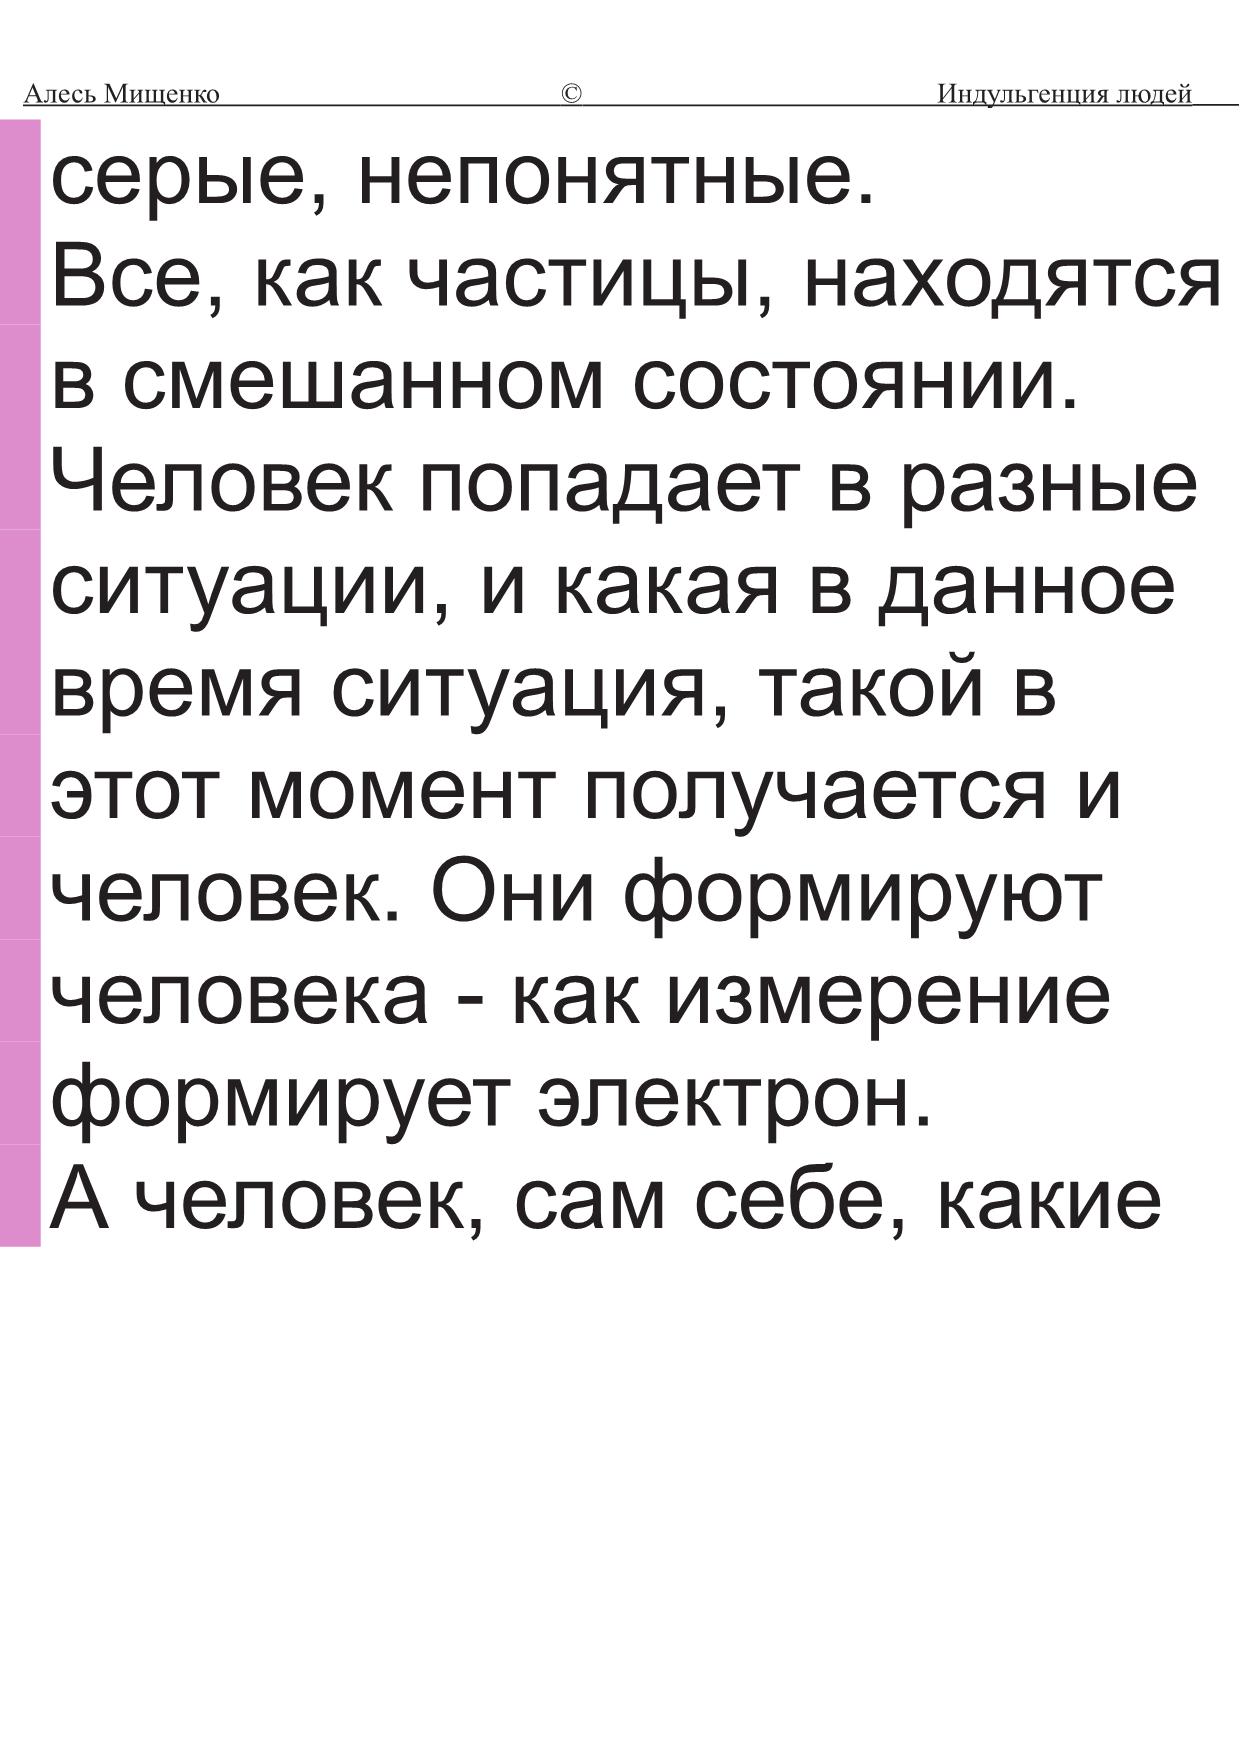 Алесь Мищенко © Индульгенция людей
серые, непонятные.
Все, как частицы, находятся
в смешанном состоянии.
Человек попадает в разные
ситуации, и какая в данное
время ситуация, такой в
этот момент получается и
человек. Они формируют
человека - как измерение
формирует электрон.
А человек, сам себе, какие